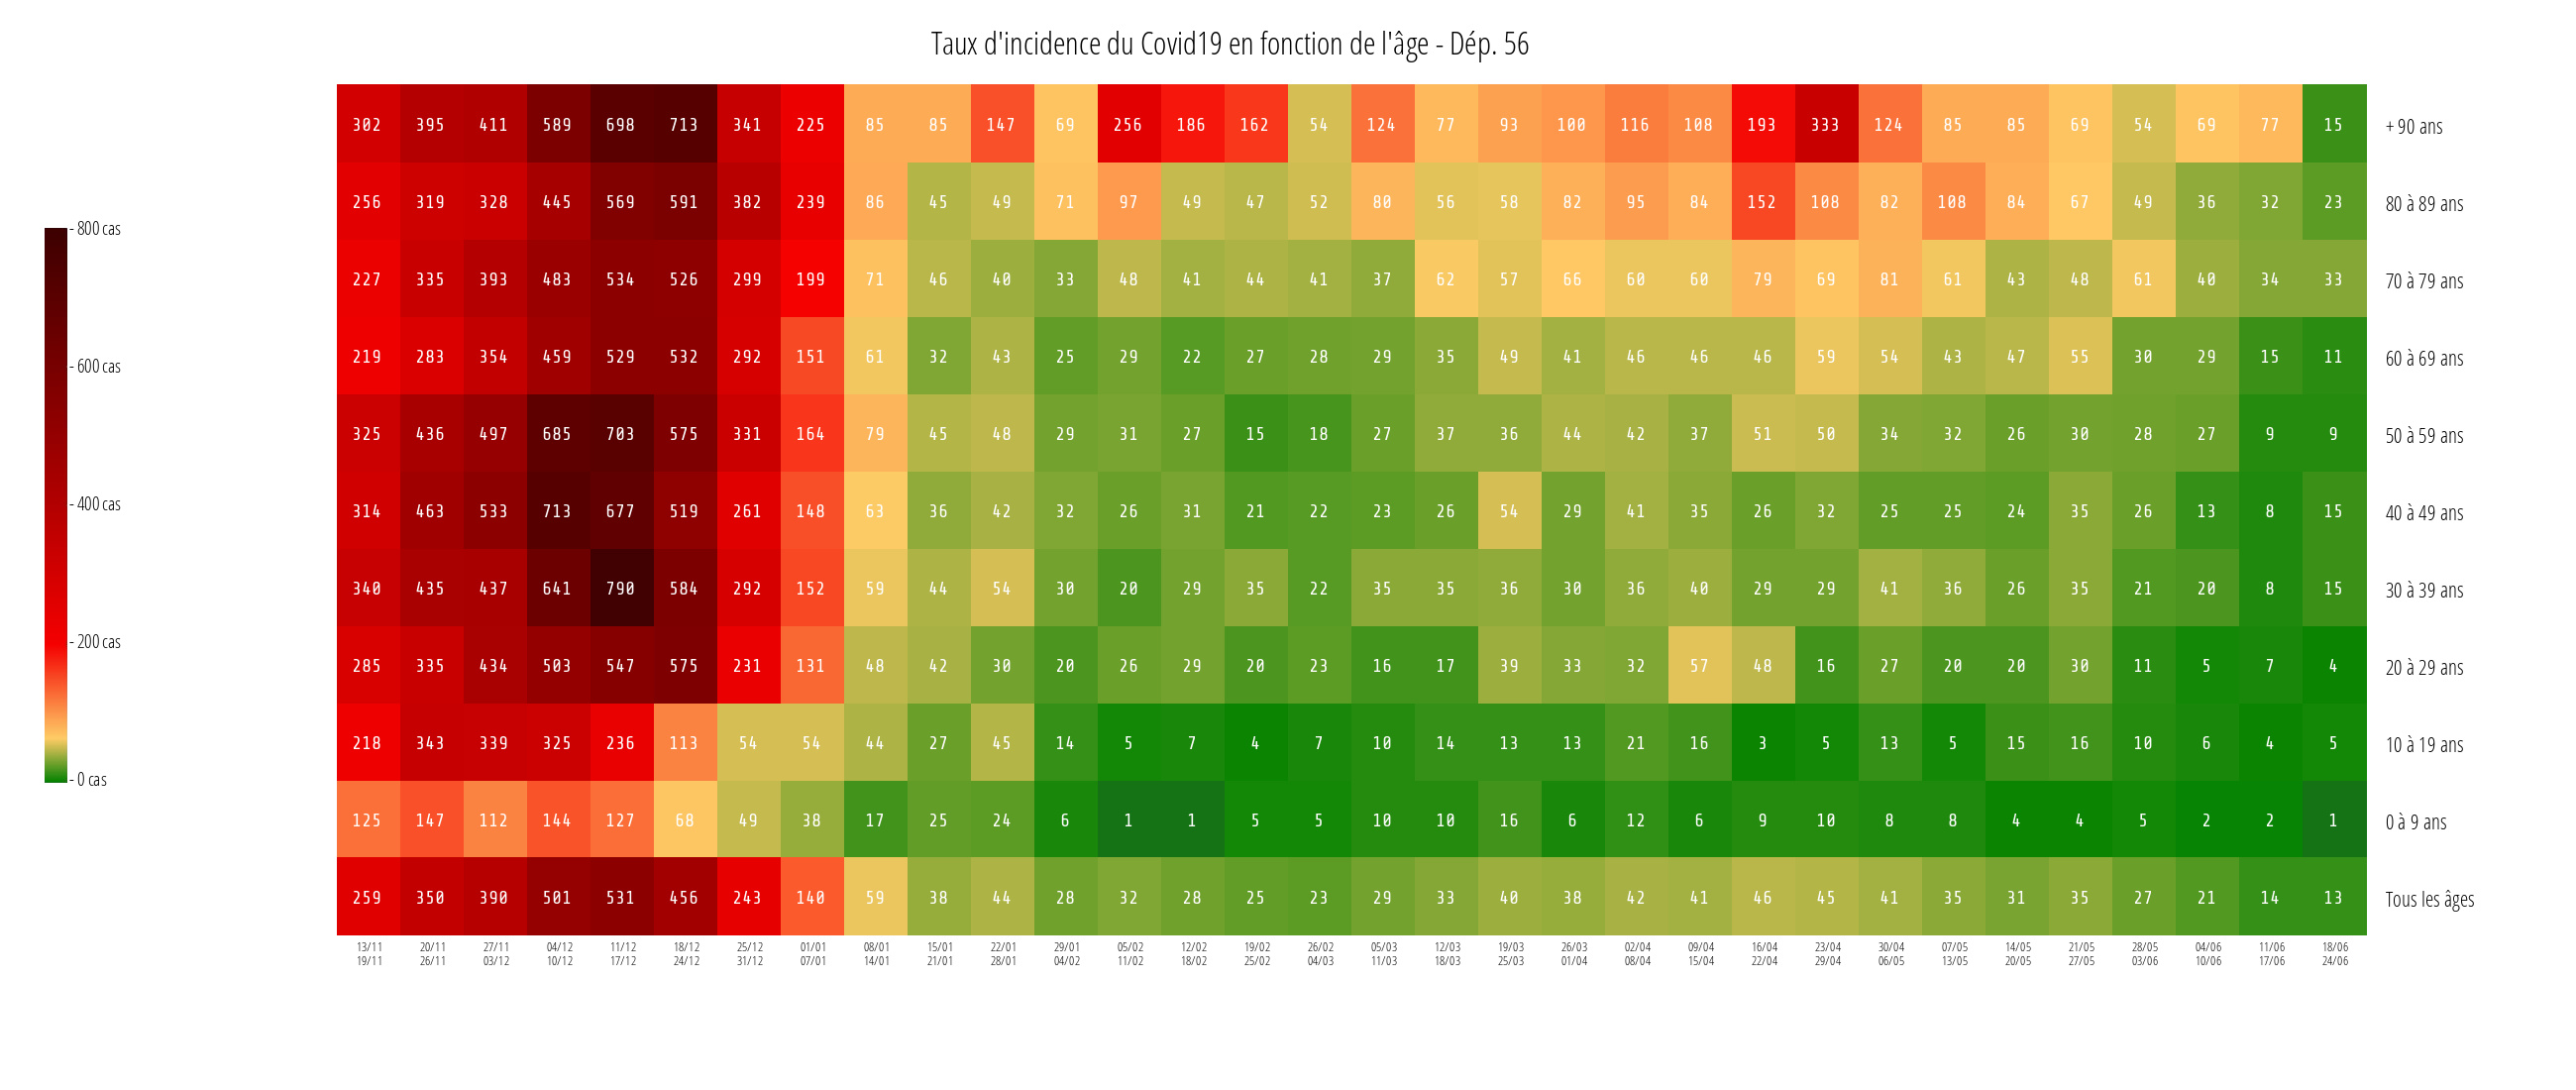 Taux d'incidence du Covid19 en fonction de l'âge - Dép. 56
302 395 411 589 698 713 341 225 85 85 147 69 256 186 162 54 124 77 93 100 116 108 193 333 124 85 85 69 54 69 77 15 + 90 ans
256 319 328 445 569 591 382 239 86 45 49 71 97 49 47 52 80 56 58 82 95 84 152 108 82 108 84 67 49 36 32 23 80 à 89 ans
- 800 cas
227 335 393 483 534 526 299 199 71 46 40 33 48 41 44 41 37 62 57 66 60 60 79 69 81 61 43 48 61 40 34 33 70 à 79 ans
219 283 354 459 529 532 292 151 61 32 43 25 29 22 27 28 29 35 49 41 46 46 46 59 54 43 47 55 30 29 15 11 60 à 69 ans
- 600 cas
325 436 497 685 703 575 331 164 79 45 48 29 31 27 15 18 27 37 36 44 42 37 51 50 34 32 26 30 28 27 9 9 50 à 59 ans
- 400 cas
314 463 533 713 677 519 261 148 63 36 42 32 26 31 21 22 23 26 54 29 41 35 26 32 25 25 24 35 26 13 8 15 40 à 49 ans
340 435 437 641 790 584 292 152 59 44 54 30 20 29 35 22 35 35 36 30 36 40 29 29 41 36 26 35 21 20 8 15 30 à 39 ans
- 200 cas
285 335 434 503 547 575 231 131 48 42 30 20 26 29 20 23 16 17 39 33 32 57 48 16 27 20 20 30 11 5 7 4 20 à 29 ans
218 343 339 325 236 113 54 54 44 27 45 14 5 7 4 7 10 14 13 13 21 16 3 5 13 5 15 16 10 6 4 5 10 à 19 ans
- 0 cas
125 147 112 144 127 68 49 38 17 25 24 6 1 1 5 5 10 10 16 6 12 6 9 10 8 8 4 4 5 2 2 1 0 à 9 ans
259 350 390 501 531 456 243 140 59 38 44 28 32 28 25 23 29 33 40 38 42 41 46 45 41 35 31 35 27 21 14 13 Tous les âges
13/11 20/11 27/11 04/12 11/12 18/12 25/12 01/01 08/01 15/01 22/01 29/01 05/02 12/02 19/02 26/02 05/03 12/03 19/03 26/03 02/04 09/04 16/04 23/04 30/04 07/05 14/05 21/05 28/05 04/06 11/06 18/06
19/11 26/11 03/12 10/12 17/12 24/12 31/12 07/01 14/01 21/01 28/01 04/02 11/02 18/02 25/02 04/03 11/03 18/03 25/03 01/04 08/04 15/04 22/04 29/04 06/05 13/05 20/05 27/05 03/06 10/06 17/06 24/06